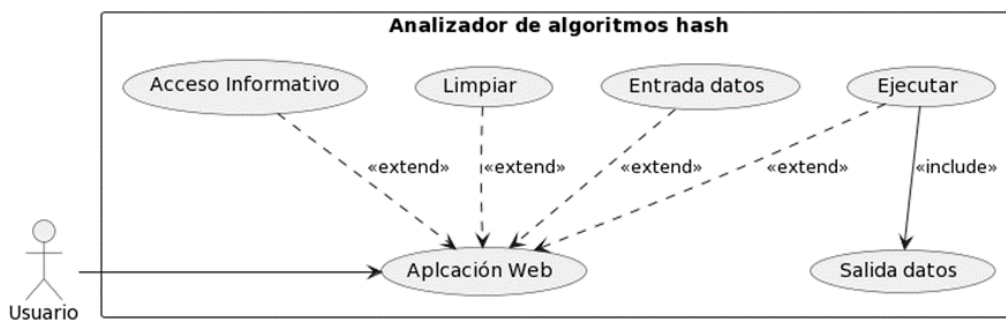 Analizador de algoritmos hash
Acceso Informativo
Limpiar
Entrada datos
Ejecutar
«extend»
«extend»
«extend»
«extend»
«include»
Aplcación Web
Salida datos
Usuario